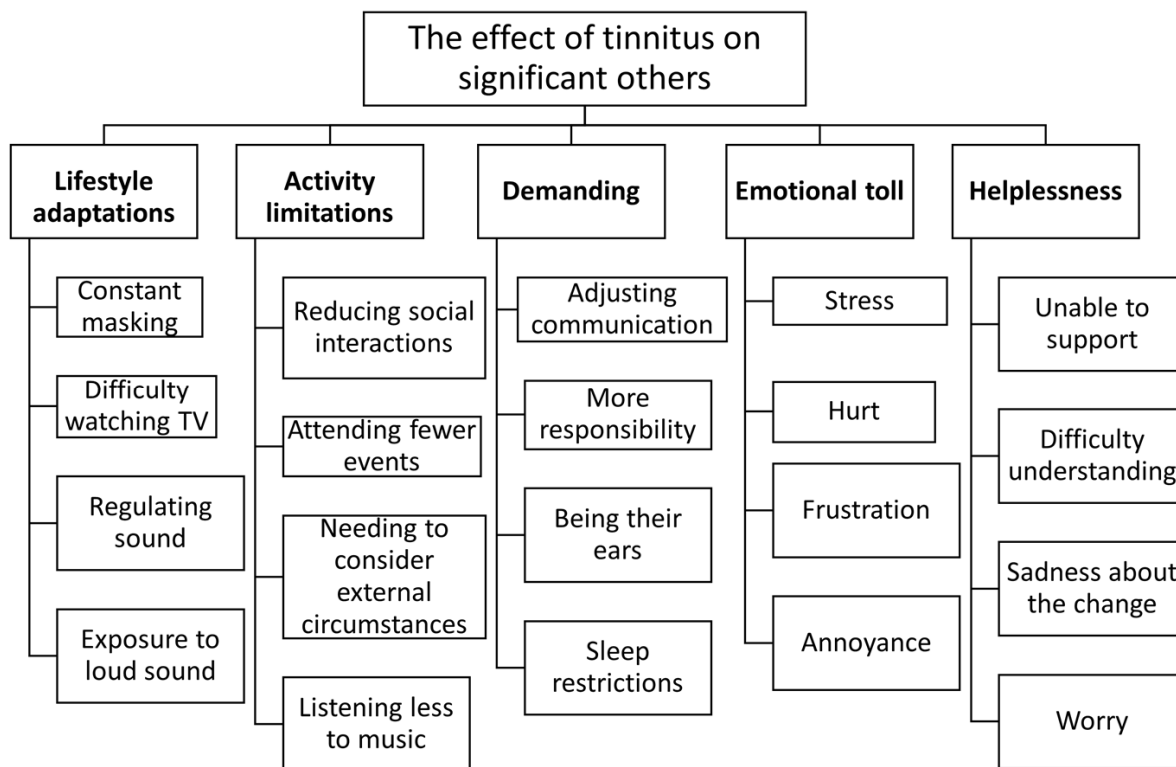 The effect of tinnitus on
significant others
Lifestyle
adaptations
Constant
masking
Difficulty
watching TV
Regulating
sound
Exposure to
loud sound
Activity
limitations
Reducing social
interactions
Attending fewer
events
Needing to
consider
external
circumstances
Listening less
to music
Demanding
Adjusting
communication
More
responsibility
Being their
ears
Sleep
restrictions
Emotional toll
Stress
Hurt
Frustration
Annoyance
Helplessness
Unable to
support
Difficulty
understanding
Sadness about
the change
Worry